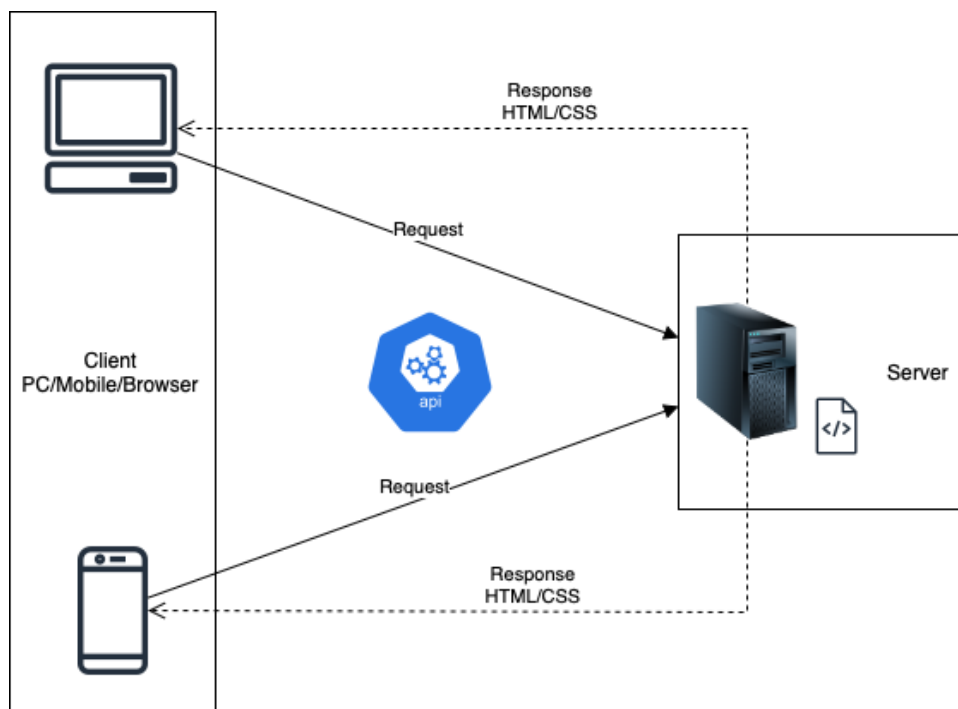 Response
HTML/CSS
Request
Client
PC/Mobile/Browser
api
Server
</>
Request
Response
HTML/CSS